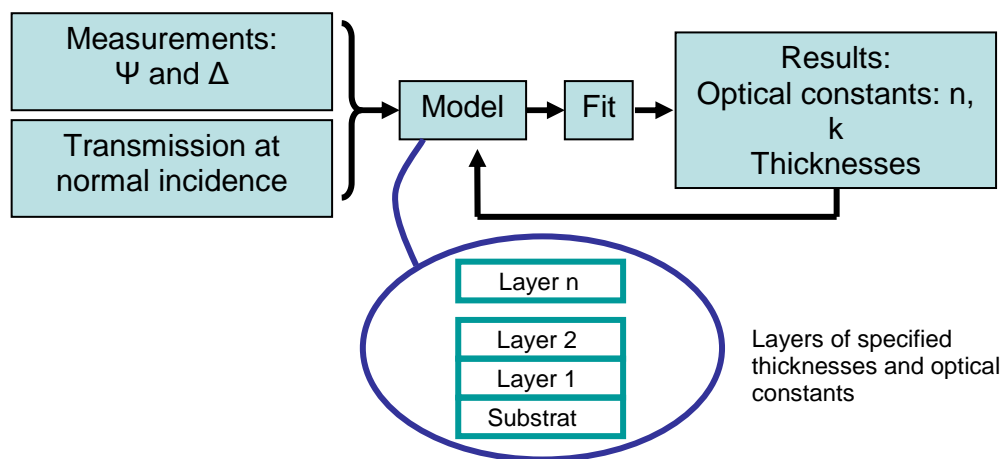 Measurements:
Ψ and Δ
Transmission at
normal incidence
Model
Fit
Results:
Optical constants: n,
k
Thicknesses
Layer n
Layer 2
Layer 1
Substrat
Layers of specified
thicknesses and optical
constants